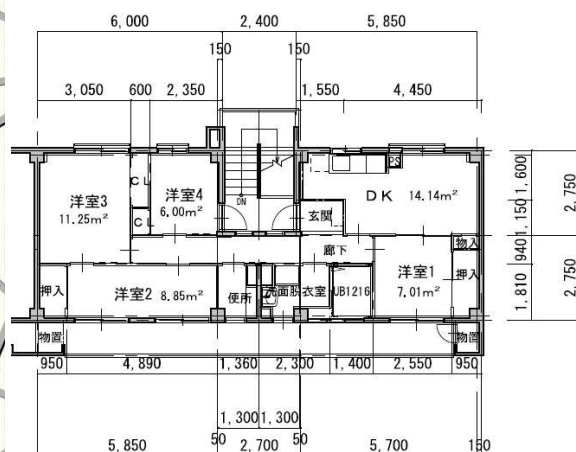 6,000 2,400 5,850
150 150
3,050 600 2,350 1,550 4,450
CL
洋室3
11.25m²
洋室4
6.00m²
CL
DN
玄関
PS
DK 14.14m²
1,600
2,750
1,150
廊下
物入
940
押入
洋室2 8.85m²
便所
洗面脱衣室
UB1216
洋室1
7.01m²
押入
1,810
2,750
物置
物置
950 4,890 1,360 2,300 1,400 2,550 950
1,300 1,300
50 50
5,850 2,700 5,700 150